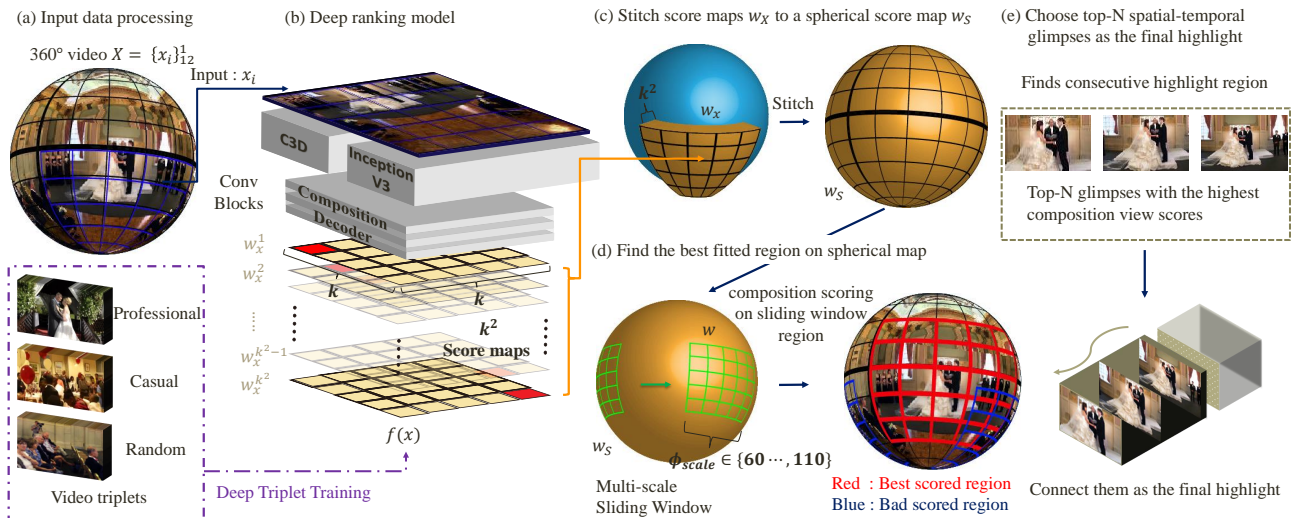 (a) Input data processing
360° video X = {x_i}_{12}^{1}
Input : x_i
Professional
Casual
Random
Video triplets
Deep Triplet Training
(b) Deep ranking model
C3D
Inception
V3
Conv
Blocks
Composition
Decoder
w_x^1
w_x^2
k
k
k^2
Score maps
w_x^{k^2-1}
w_x^{k^2}
f(x)
(c) Stitch score maps w_X to a spherical score map w_S
k^2
w_x
Stitch
w_S
(d) Find the best fitted region on spherical map
composition scoring
on sliding window
region
w
w_S
ϕ_scale ∈ {60 ⋯, 110}
Multi-scale
Sliding Window
Red : Best scored region
Blue : Bad scored region
(e) Choose top-N spatial-temporal
glimpses as the final highlight
Finds consecutive highlight region
Top-N glimpses with the highest
composition view scores
Connect them as the final highlight